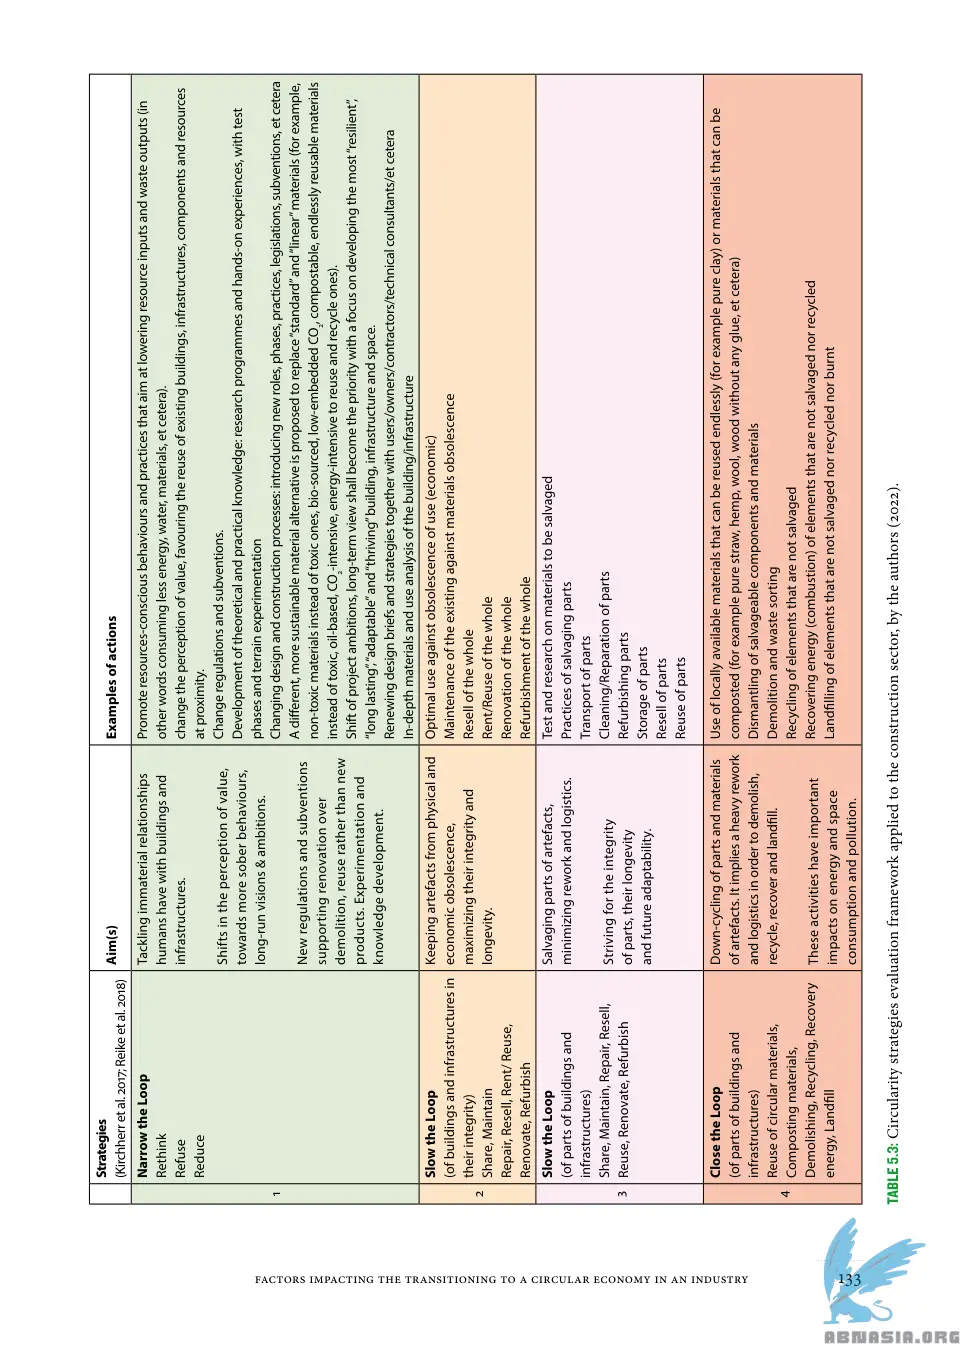 Strategies
(Kirchherr et al. 2017; Reike et al. 2018)
Aim(s)
Examples of actions
1
Narrow the Loop
Rethink
Refuse
Reduce
Tackling immaterial relationships
humans have with buildings and
infrastructures.
Shifts in the perception of value,
towards more sober behaviours,
long-run visions & ambitions.
New regulations and subventions
supporting renovation over
demolition, reuse rather than new
products. Experimentation and
knowledge development.
Promote resources-conscious behaviours and practices that aim at lowering resource inputs and waste outputs (in
other words consuming less energy, water, materials, et cetera).
change the perception of value, favouring the reuse of existing buildings, infrastructures, components and resources
at proximity.
Change regulations and subventions.
Development of theoretical and practical knowledge: research programmes and hands-on experiences, with test
phases and terrain experimentation
Changing design and construction processes: introducing new roles, phases, practices, legislations, subventions, et cetera
A different, more sustainable material alternative is proposed to replace "standard" and "linear" materials (for example,
non-toxic materials instead of toxic ones, bio-sourced, low-embedded CO2, compostable, endlessly reusable materials
instead of toxic, oil-based, CO2-intensive, energy-intensive to reuse and recycle ones).
Shift of project ambitions, long-term view shall become the priority with a focus on developing the most "resilient",
"long lasting" "adaptable" and "thriving" building, infrastructure and space.
Renewing design briefs and strategies together with users/owners/contractors/technical consultants/et cetera
In-depth materials and use analysis of the building/infrastructure
2
Slow the Loop
(of buildings and infrastructures in
their integrity)
Share, Maintain
Repair, Resell, Rent/ Reuse,
Renovate, Refurbish
Keeping artefacts from physical and
economic obsolescence,
maximizing their integrity and
longevity.
Optimal use against obsolescence of use (economic)
Maintenance of the existing against materials obsolescence
Resell of the whole
Rent/Reuse of the whole
Renovation of the whole
Refurbishment of the whole
3
Slow the Loop
(of parts of buildings and
infrastructures)
Share, Maintain, Repair, Resell,
Reuse, Renovate, Refurbish
Salvaging parts of artefacts,
minimizing rework and logistics.
Striving for the integrity
of parts, their longevity
and future adaptability.
Test and research on materials to be salvaged
Practices of salvaging parts
Transport of parts
Cleaning/Reparation of parts
Refurbishing parts
Storage of parts
Resell of parts
Reuse of parts
4
Close the Loop
(of parts of buildings and
infrastructures)
Reuse of circular materials,
Composting materials,
Demolishing, Recycling, Recovery
energy, Landfill
Down-cycling of parts and materials
of artefacts. It implies a heavy rework
and logistics in order to demolish,
recycle, recover and landfill.
These activities have important
impacts on energy and space
consumption and pollution.
Use of locally available materials that can be reused endlessly (for example pure clay) or materials that can be
composted (for example pure straw, hemp, wool, wood without any glue, et cetera)
Dismantling of salvageable components and materials
Demolition and waste sorting
Recycling of elements that are not salvaged
Recovering energy (combustion) of elements that are not salvaged nor recycled
Landfilling of elements that are not salvaged nor recycled nor burnt
TABLE 5.3: Circularity strategies evaluation framework applied to the construction sector, by the authors (2022).
FACTORS IMPACTING THE TRANSITIONING TO A CIRCULAR ECONOMY IN AN INDUSTRY 133
ABNASIA.ORG